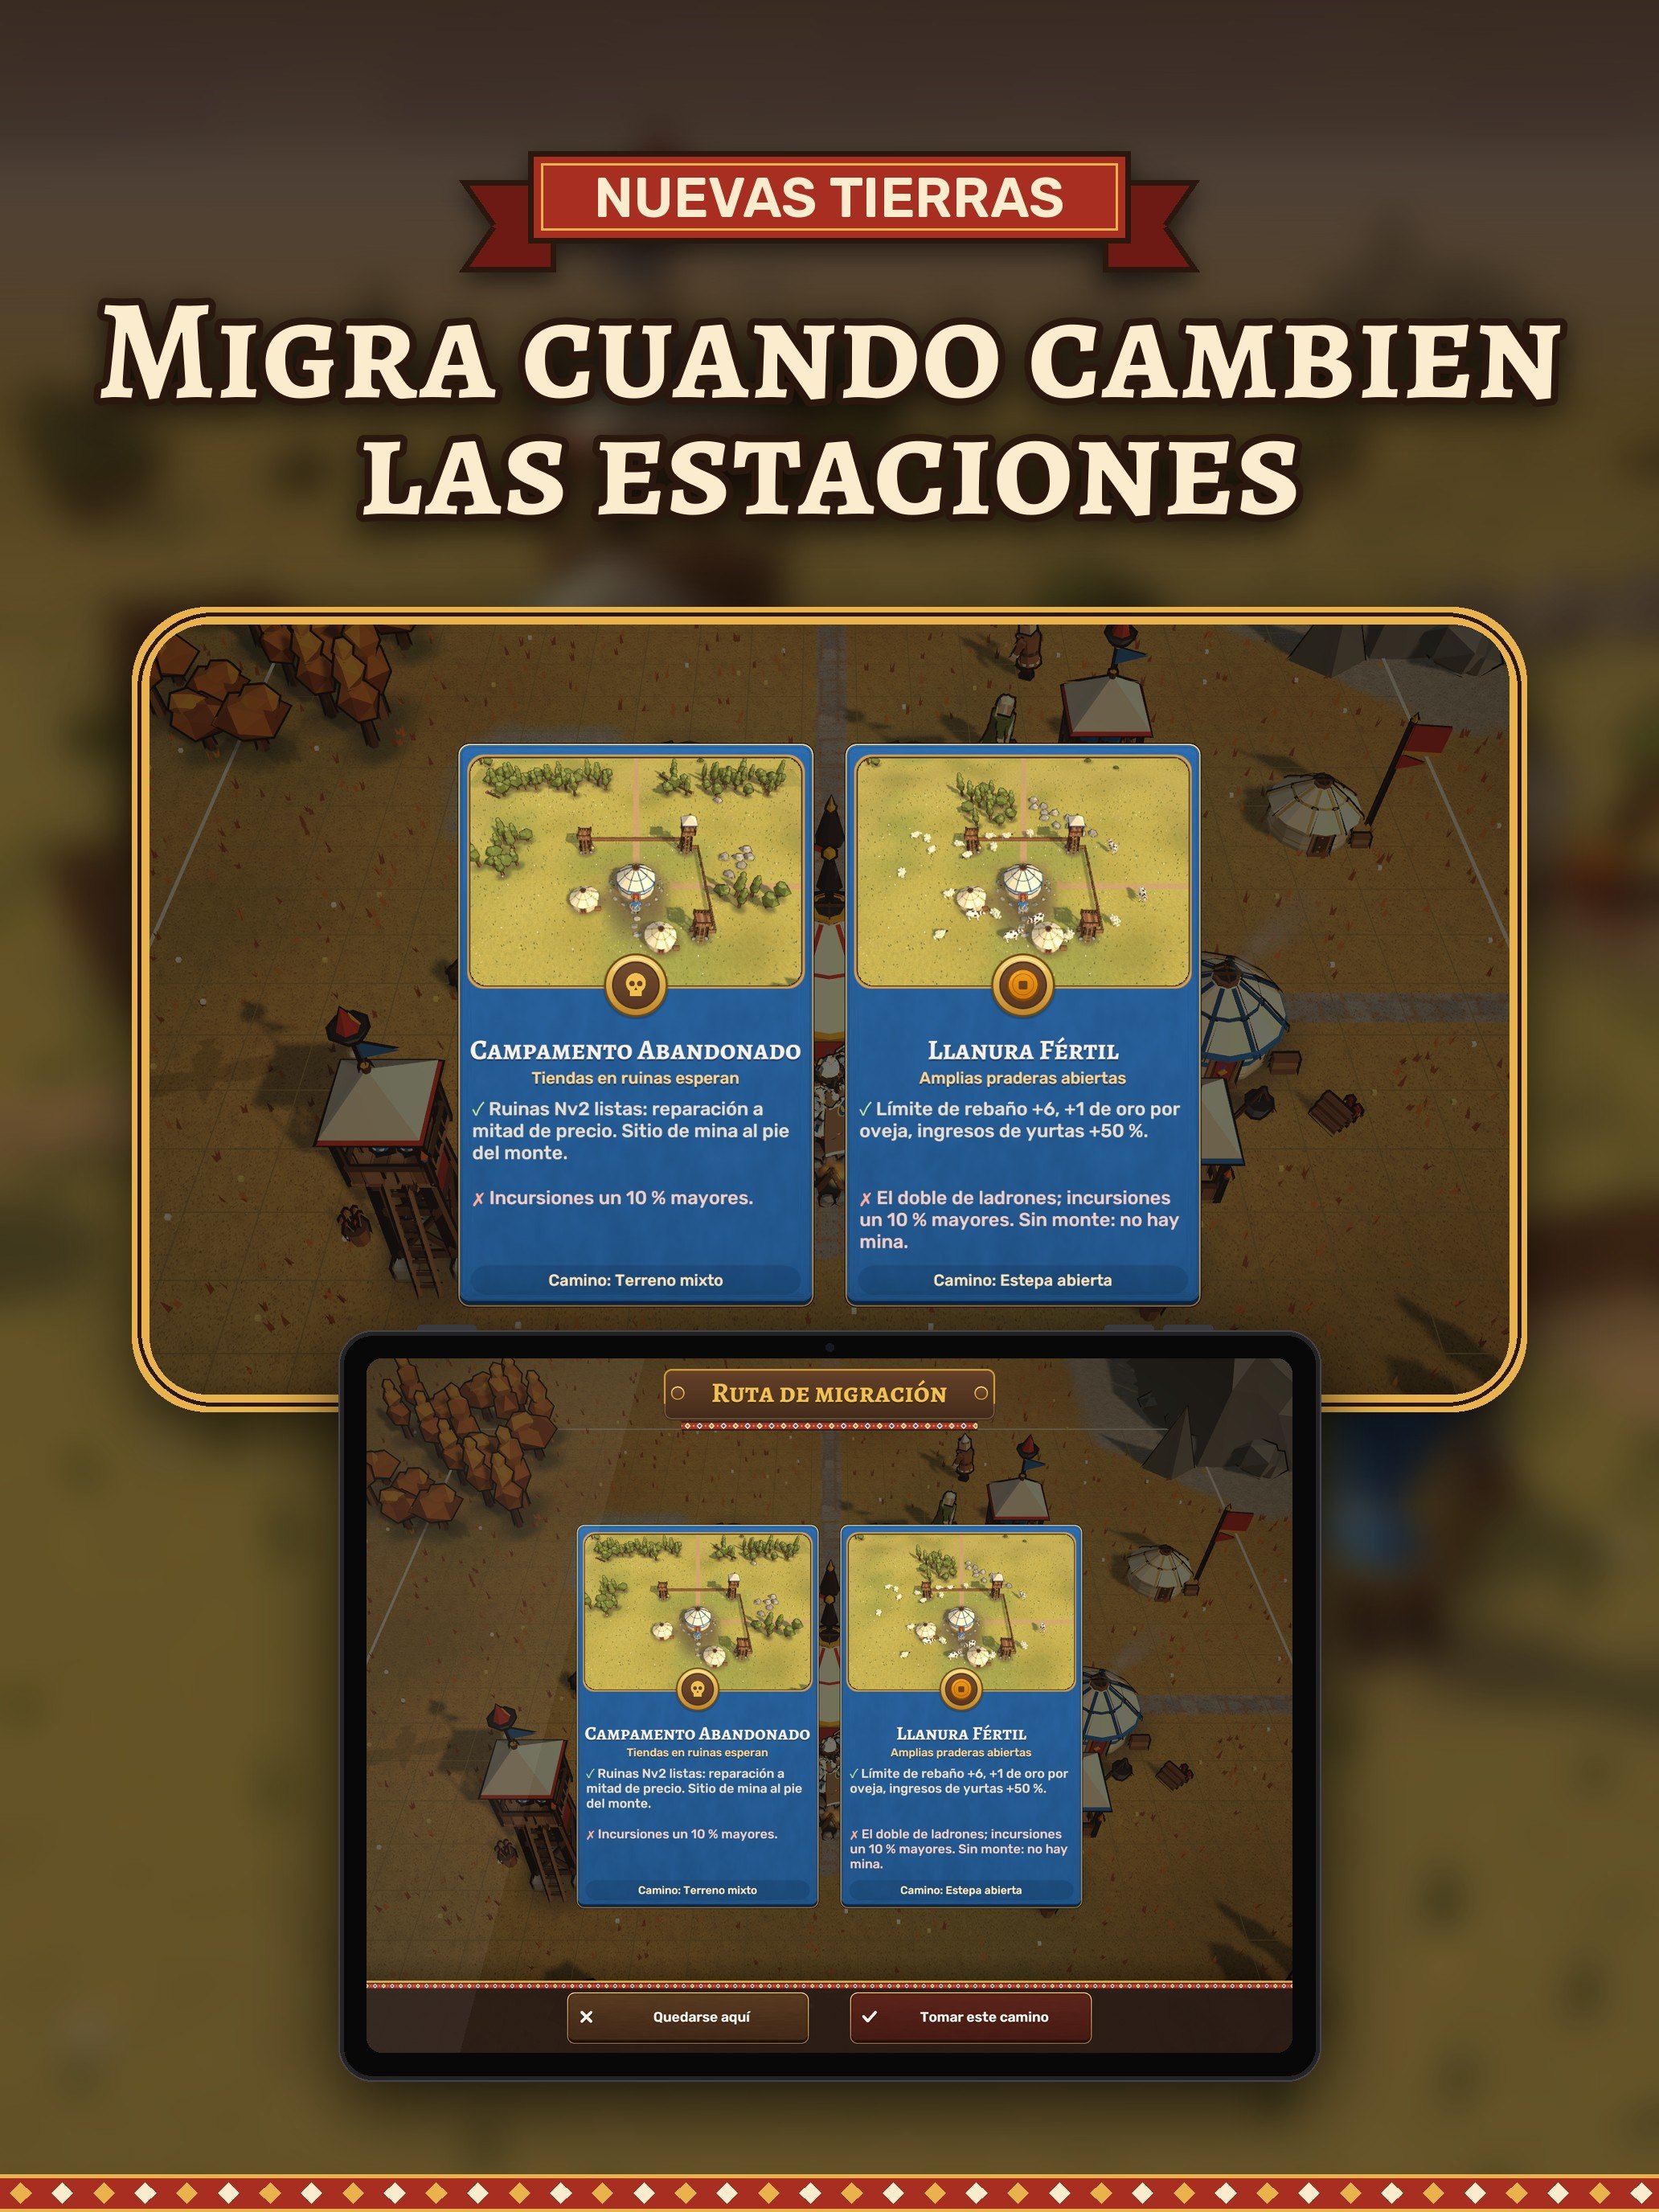 NUEVAS TIERRAS
Migra cuando cambien
las estaciones
Campamento Abandonado
Tiendas en ruinas esperan
✓ Ruinas Nv2 listas: reparación a
mitad de precio. Sitio de mina al pie
del monte.
✗ Incursiones un 10 % mayores.
Camino: Terreno mixto
Llanura Fértil
Amplias praderas abiertas
✓ Límite de rebaño +6, +1 de oro por
oveja, ingresos de yurtas +50 %.
✗ El doble de ladrones; incursiones
un 10 % mayores. Sin monte: no hay
mina.
Camino: Estepa abierta
Ruta de migración
Campamento Abandonado
Tiendas en ruinas esperan
✓ Ruinas Nv2 listas: reparación a
mitad de precio. Sitio de mina al pie
del monte.
✗ Incursiones un 10 % mayores.
Camino: Terreno mixto
Llanura Fértil
Amplias praderas abiertas
✓ Límite de rebaño +6, +1 de oro por
oveja, ingresos de yurtas +50 %.
✗ El doble de ladrones; incursiones
un 10 % mayores. Sin monte: no hay
mina.
Camino: Estepa abierta
Quedarse aquí
Tomar este camino